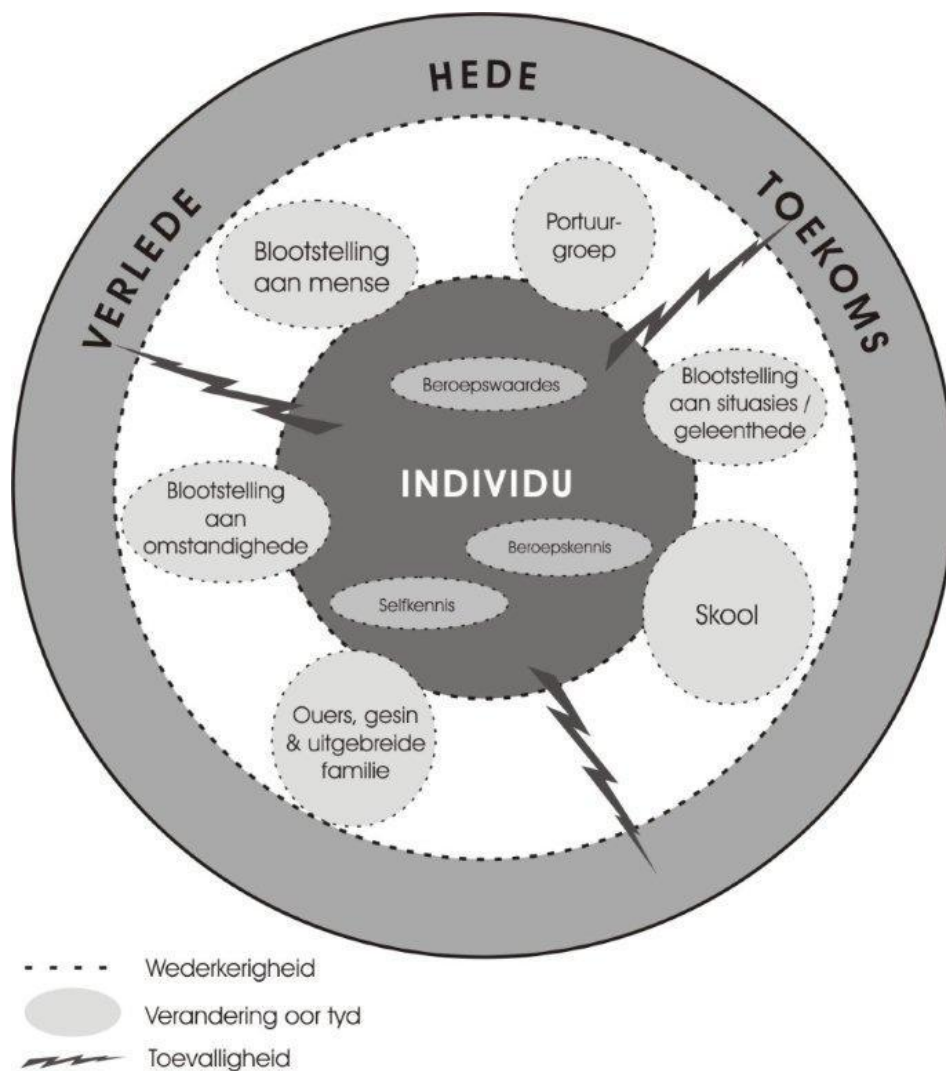 HEDE
VERLEDE
TOEKOMS
Blootstelling
aan mense
Portuur-
groep
Beroepswaardes
Blootstelling
aan situasies /
geleenthede
INDIVIDU
Blootstelling
aan
omstandighede
Beroepskennis
Selfkennis
Skool
Ouers, gesin
& uitgebreide
familie
Wederkerigheid
Verandering oor tyd
Toevalligheid